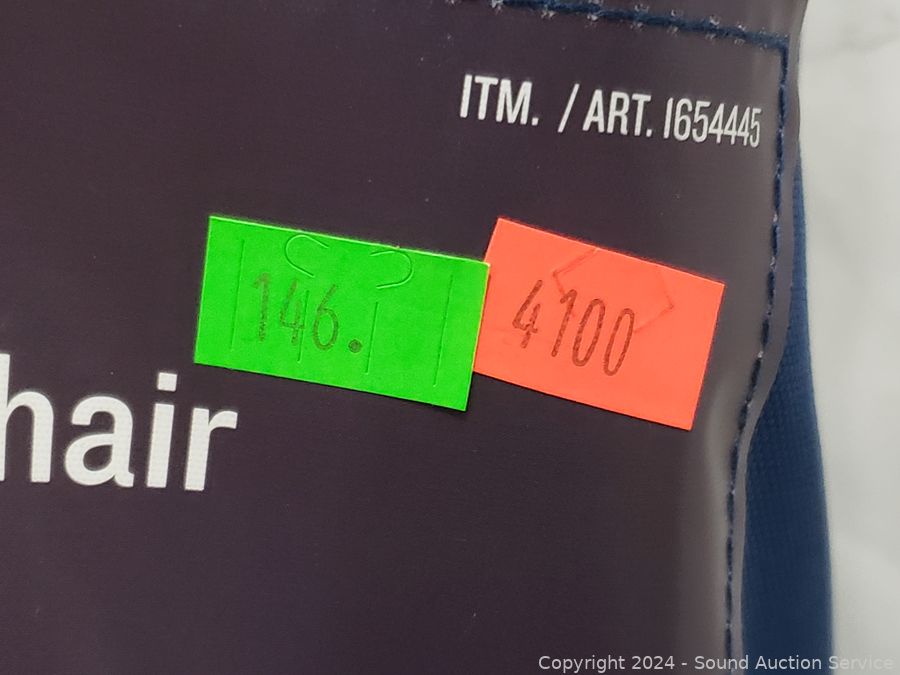 ITM. / ART. 1654445
146.
4100
hair
Copyright 2024 - Sound Auction Service